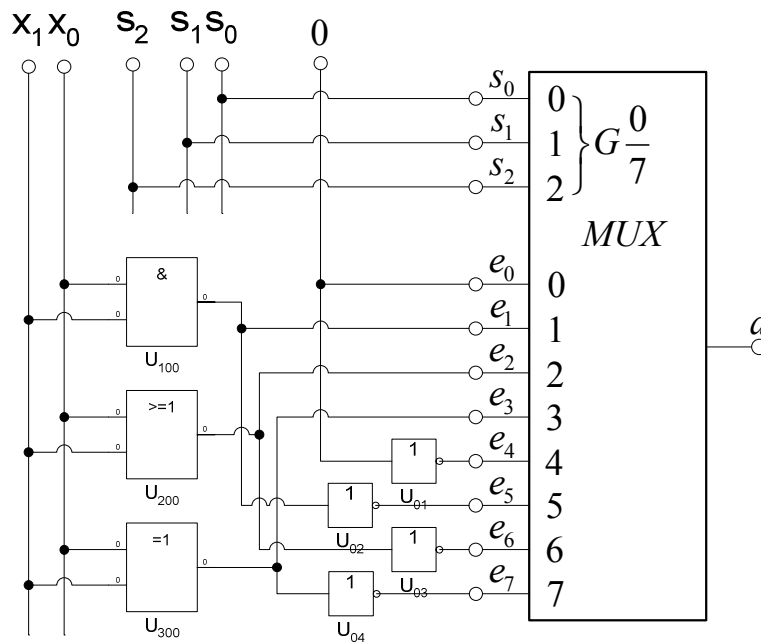 x₁ x₀ s₂ s₁ s₀ 0
s₀ 0
s₁ 1 G 0/7
s₂ 2
MUX
e₀ 0
e₁ 1
e₂ 2
e₃ 3
e₄ 4
e₅ 5
e₆ 6
e₇ 7
a
0 & 0
0
U₁₀₀
0 >=1 0
0
U₂₀₀
0 =1 0
0
U₃₀₀
1
U₀₁
1
U₀₂
1
U₀₃
1
U₀₄